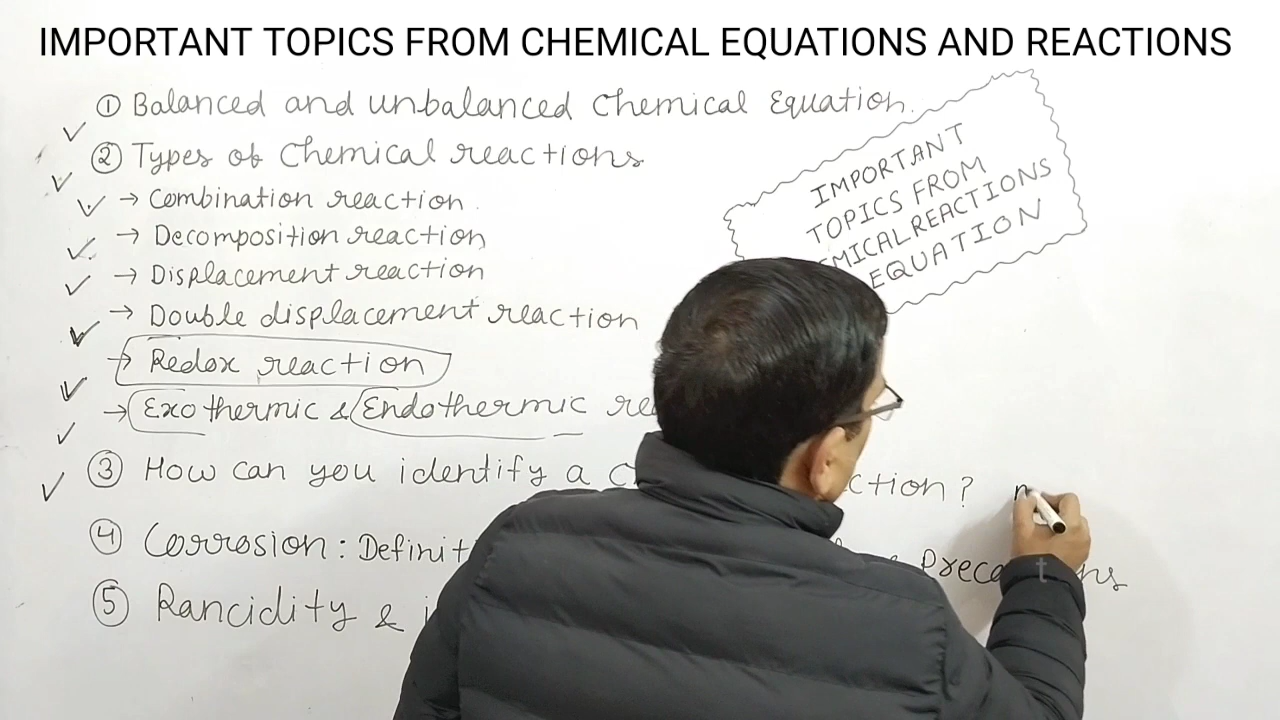 IMPORTANT TOPICS FROM CHEMICAL EQUATIONS AND REACTIONS
① Balanced and unbalanced Chemical Equation.
② Types of Chemical reactions
→ Combination reaction.
→ Decomposition reaction
→ Displacement reaction
→ Double displacement reaction
→ Redox reaction
→ Exothermic & Endothermic
③ How can you identify a ction?
④ Corrosion: Definit
⑤ Rancidity &
IMPORTANT
TOPICS FROM
EMICAL REACTIONS
EQUATION